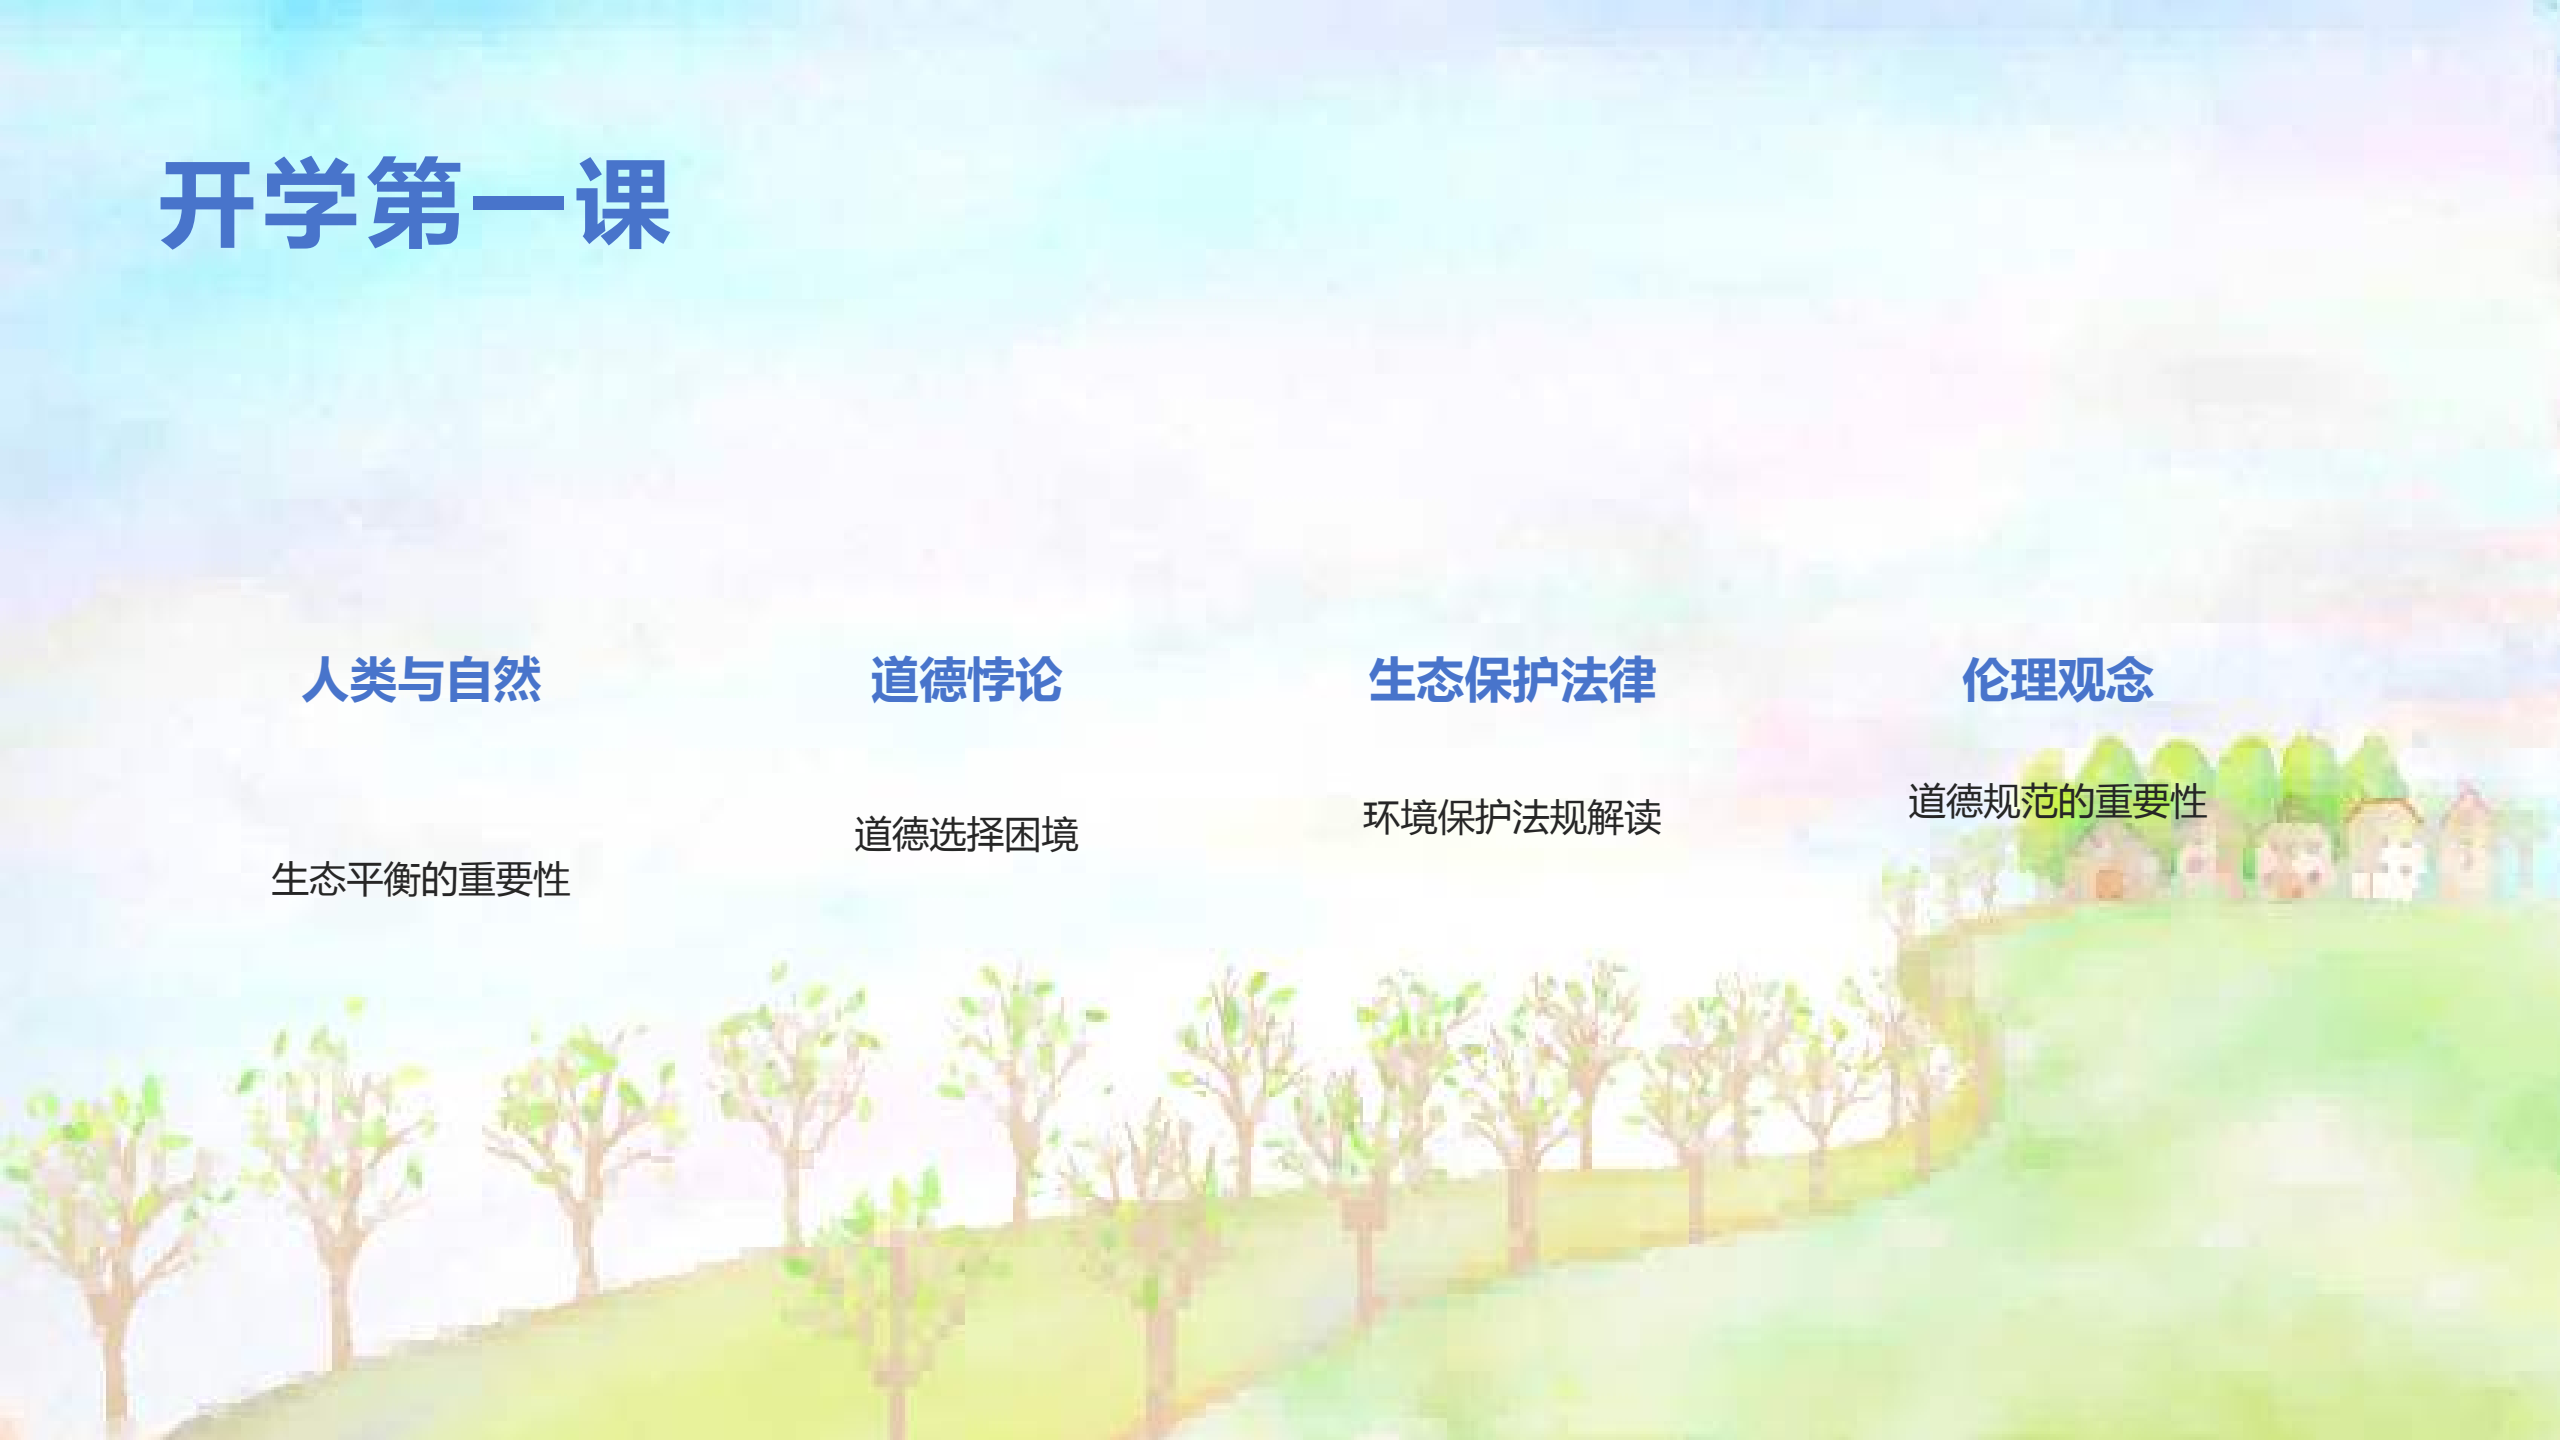 开学第一课
人类与自然
生态平衡的重要性
道德悖论
道德选择困境
生态保护法律
环境保护法规解读
伦理观念
道德规范的重要性